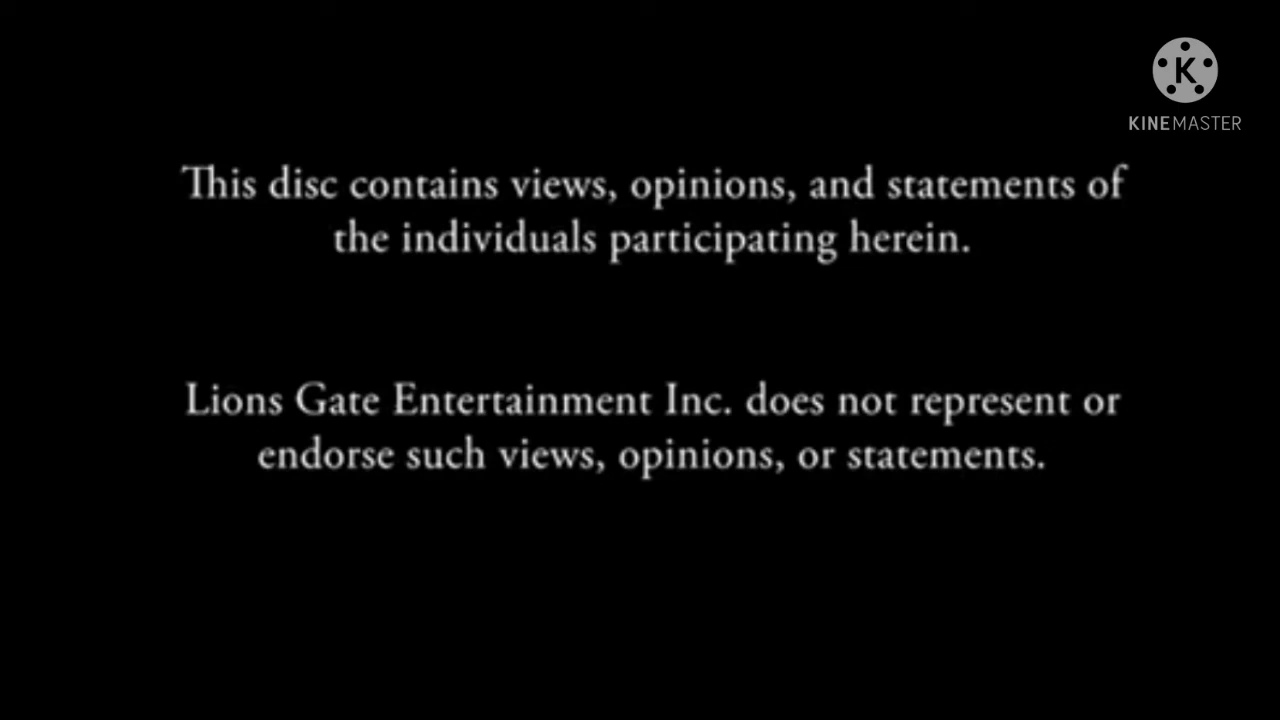 K
KINEMASTER
This disc contains views, opinions, and statements of
the individuals participating herein.
Lions Gate Entertainment Inc. does not represent or
endorse such views, opinions, or statements.